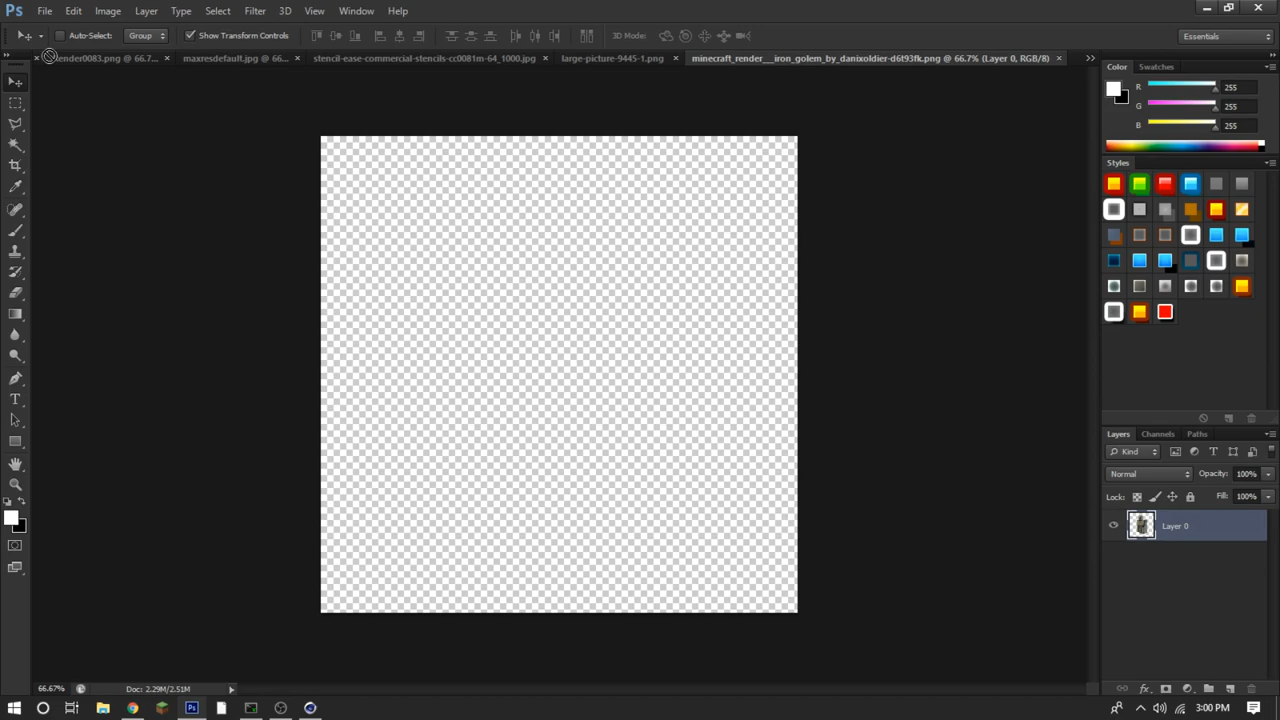 Ps File Edit Image Layer Type Select Filter 3D View Window Help
Auto-Select: Group Show Transform Controls 3D Mode: Essentials
ender0083.png @ 66.7... × maxresdefault.jpg @ 66... × stencil-ease-commercial-stencils-cc0081m-64_1000.jpg × large-picture-9445-1.png × minecraft_render__iron_golem_by_danixoldier-d6t93fk.png @ 66.7% (Layer 0, RGB/8) ×
Color Swatches
R 255
G 255
B 255
Styles
Layers Channels Paths
Kind
Normal Opacity: 100%
Lock: Fill: 100%
Layer 0
66.67% Doc: 2.29M/2.51M
Ps 3:00 PM